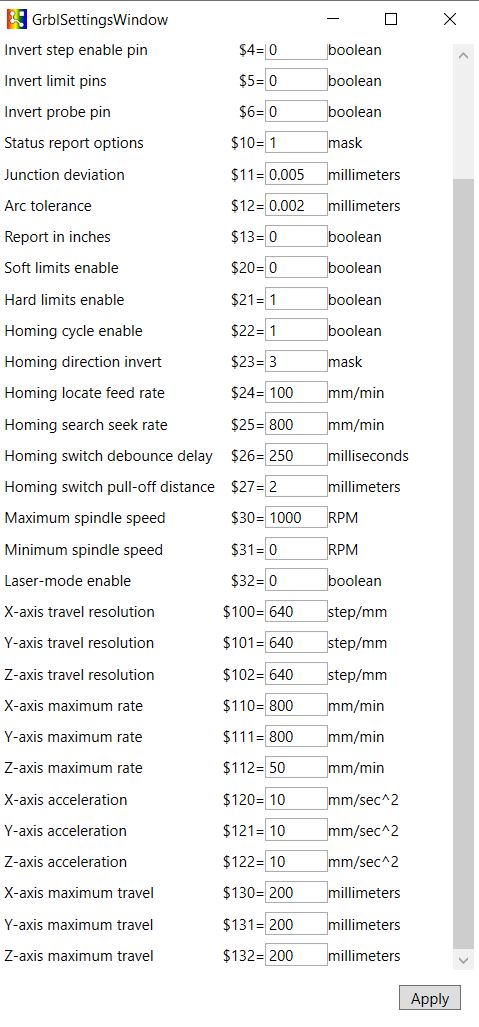 GrblSettingsWindow
Invert step enable pin $4= 0 boolean
Invert limit pins $5= 0 boolean
Invert probe pin $6= 0 boolean
Status report options $10= 1 mask
Junction deviation $11= 0.005 millimeters
Arc tolerance $12= 0.002 millimeters
Report in inches $13= 0 boolean
Soft limits enable $20= 0 boolean
Hard limits enable $21= 1 boolean
Homing cycle enable $22= 1 boolean
Homing direction invert $23= 3 mask
Homing locate feed rate $24= 100 mm/min
Homing search seek rate $25= 800 mm/min
Homing switch debounce delay $26= 250 milliseconds
Homing switch pull-off distance $27= 2 millimeters
Maximum spindle speed $30= 1000 RPM
Minimum spindle speed $31= 0 RPM
Laser-mode enable $32= 0 boolean
X-axis travel resolution $100= 640 step/mm
Y-axis travel resolution $101= 640 step/mm
Z-axis travel resolution $102= 640 step/mm
X-axis maximum rate $110= 800 mm/min
Y-axis maximum rate $111= 800 mm/min
Z-axis maximum rate $112= 50 mm/min
X-axis acceleration $120= 10 mm/sec^2
Y-axis acceleration $121= 10 mm/sec^2
Z-axis acceleration $122= 10 mm/sec^2
X-axis maximum travel $130= 200 millimeters
Y-axis maximum travel $131= 200 millimeters
Z-axis maximum travel $132= 200 millimeters
Apply